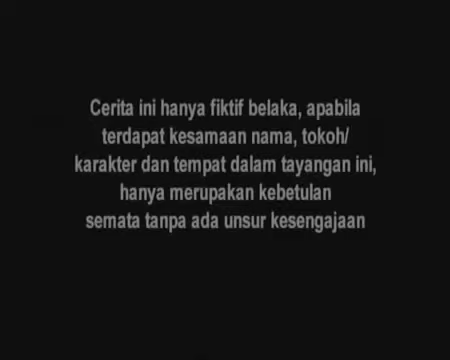 Cerita ini hanya fiktif belaka, apabila
terdapat kesamaan nama, tokoh/
karakter dan tempat dalam tayangan ini,
hanya merupakan kebetulan
semata tanpa ada unsur kesengajaan